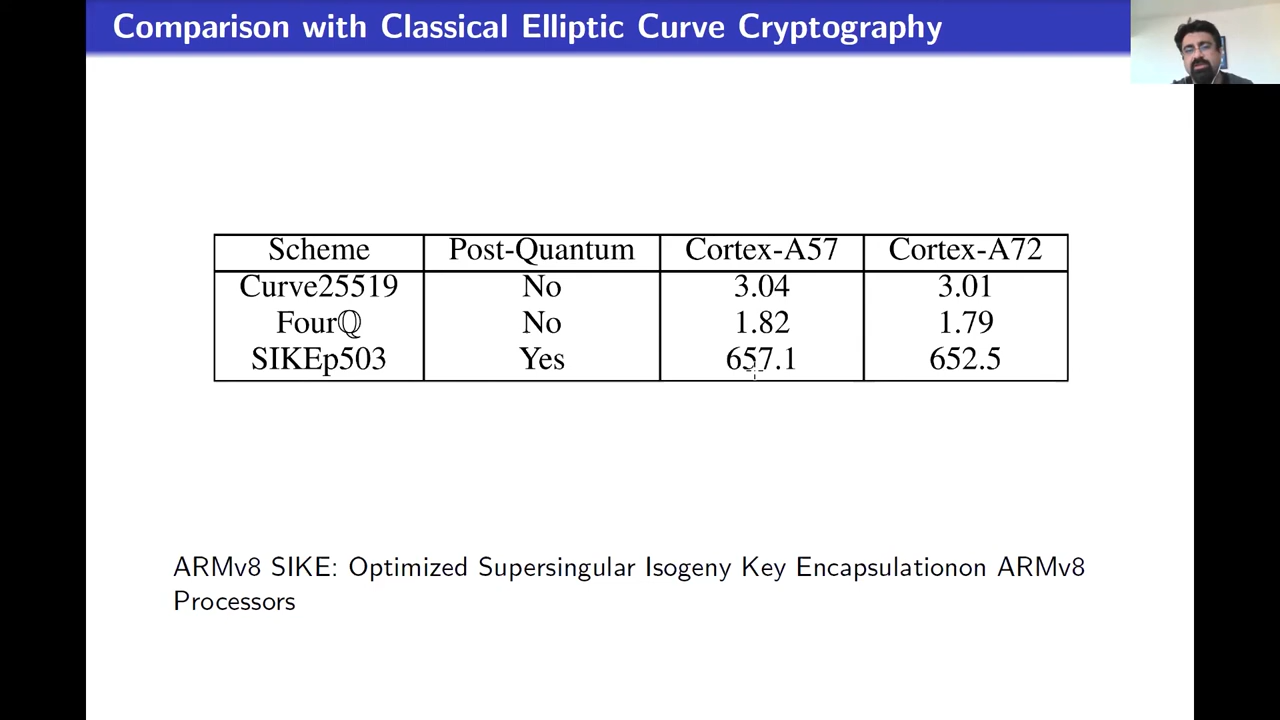 Comparison with Classical Elliptic Curve Cryptography
Scheme Post-Quantum Cortex-A57 Cortex-A72
Curve25519 No 3.04 3.01
Fourℚ No 1.82 1.79
SIKEp503 Yes 657.1 652.5
ARMv8 SIKE: Optimized Supersingular Isogeny Key Encapsulationon ARMv8
Processors